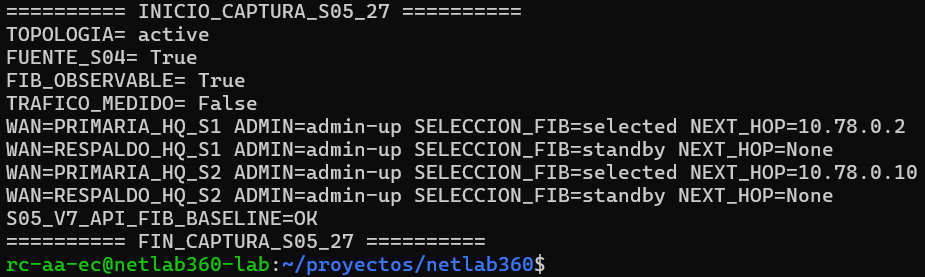 ========== INICIO_CAPTURA_S05_27 ==========
TOPOLOGIA= active
FUENTE_S04= True
FIB_OBSERVABLE= True
TRAFICO_MEDIDO= False
WAN=PRIMARIA_HQ_S1 ADMIN=admin-up SELECCION_FIB=selected NEXT_HOP=10.78.0.2
WAN=RESPALDO_HQ_S1 ADMIN=admin-up SELECCION_FIB=standby NEXT_HOP=None
WAN=PRIMARIA_HQ_S2 ADMIN=admin-up SELECCION_FIB=selected NEXT_HOP=10.78.0.10
WAN=RESPALDO_HQ_S2 ADMIN=admin-up SELECCION_FIB=standby NEXT_HOP=None
S05_V7_API_FIB_BASELINE=OK
========== FIN_CAPTURA_S05_27 ==========
rc-aa-ec@netlab360-lab:~/proyectos/netlab360$